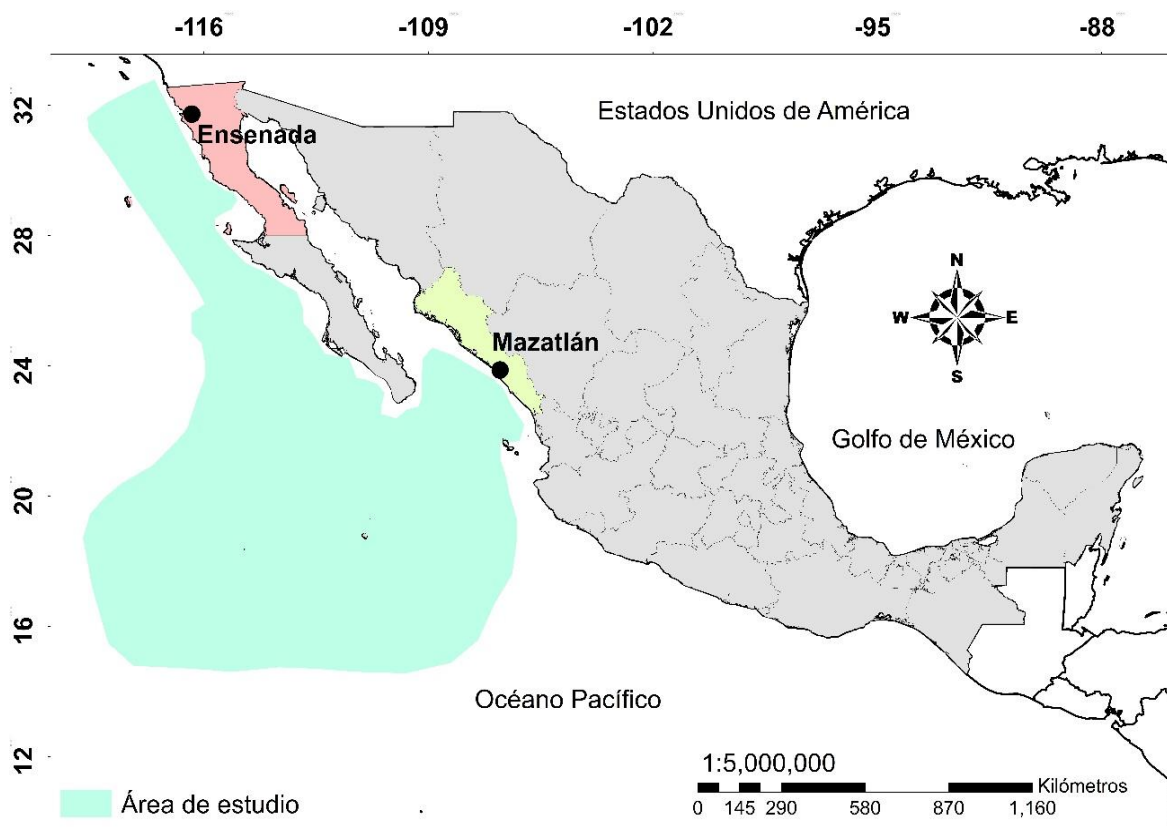 -116 -109 -102 -95 -88
32
28
24
20
16
12
Estados Unidos de América
Ensenada
N
W E
S
Mazatlán
Golfo de México
Océano Pacífico
1:5,000,000
Kilómetros
0 145 290 580 870 1,160
Área de estudio